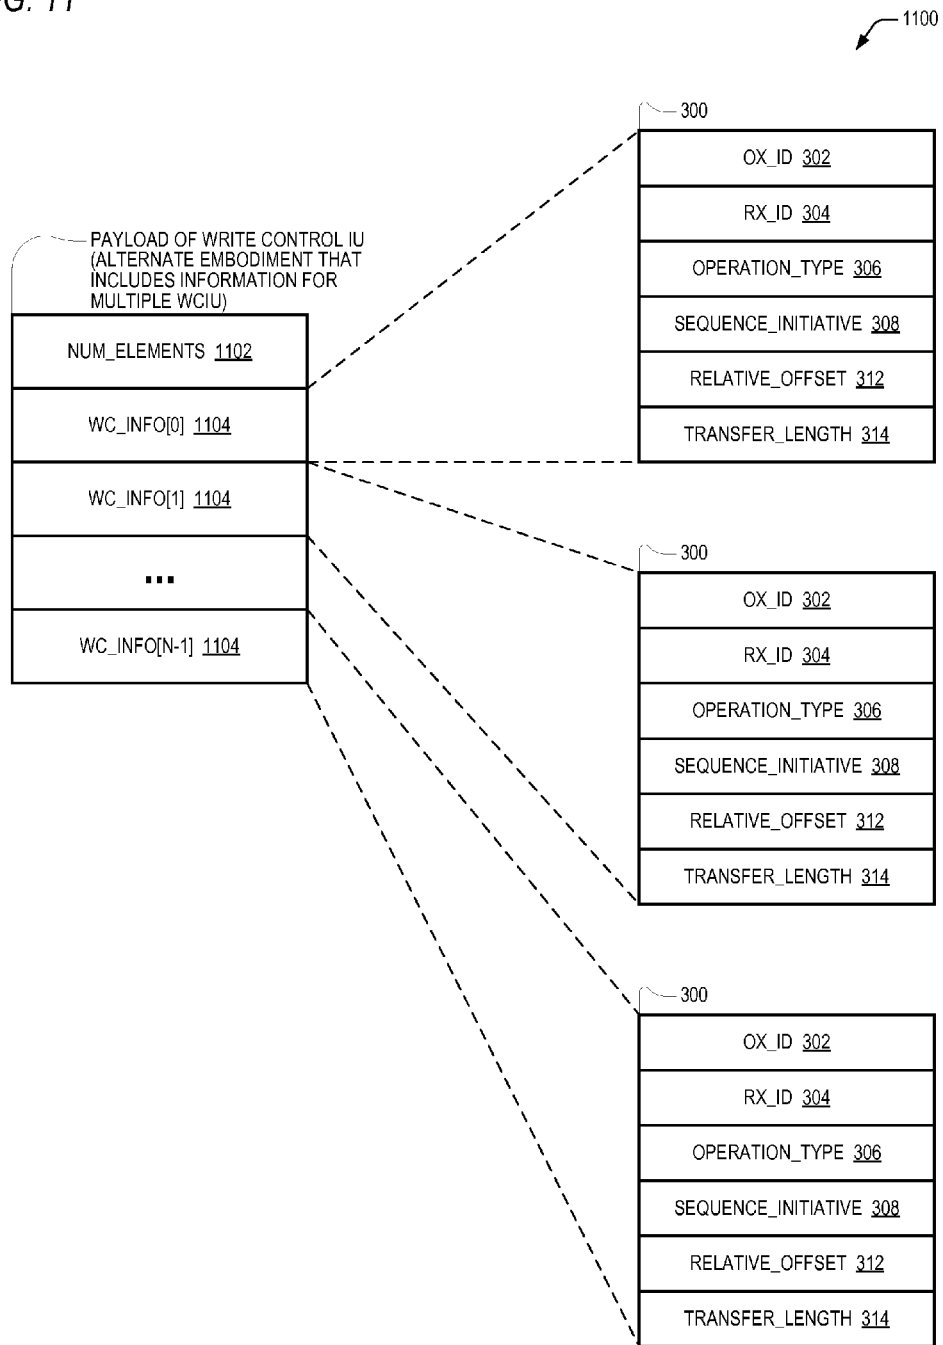 G. 11
1100
300
OX_ID 302
RX_ID 304
OPERATION_TYPE 306
SEQUENCE_INITIATIVE 308
RELATIVE_OFFSET 312
TRANSFER_LENGTH 314
PAYLOAD OF WRITE CONTROL IU
(ALTERNATE EMBODIMENT THAT
INCLUDES INFORMATION FOR
MULTIPLE WCIU)
NUM_ELEMENTS 1102
WC_INFO[0] 1104
WC_INFO[1] 1104
...
WC_INFO[N-1] 1104
300
OX_ID 302
RX_ID 304
OPERATION_TYPE 306
SEQUENCE_INITIATIVE 308
RELATIVE_OFFSET 312
TRANSFER_LENGTH 314
300
OX_ID 302
RX_ID 304
OPERATION_TYPE 306
SEQUENCE_INITIATIVE 308
RELATIVE_OFFSET 312
TRANSFER_LENGTH 314